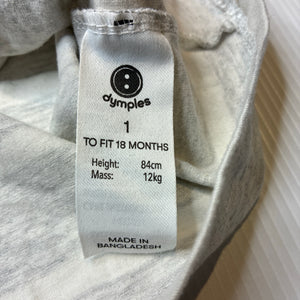 dymples
1
TO FIT 18 MONTHS
Height: 84cm
Mass: 12kg
MADE IN
BANGLADESH